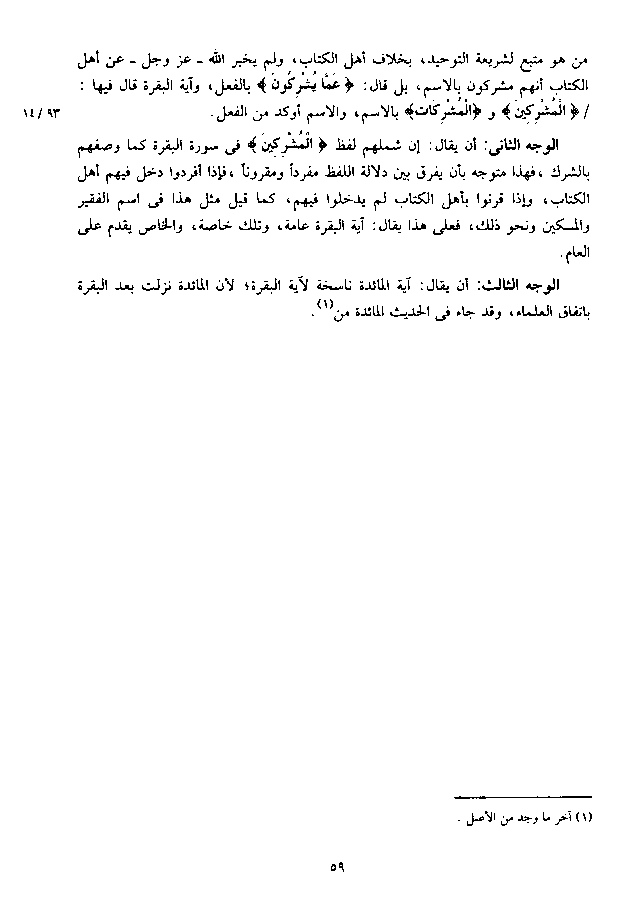 من هو متبع لشريعة التوحيد، بخلاف أهل الكتاب، ولم يخبر الله ـ عز وجل ـ عن أهل
الكتاب أنهم مشركون بالاسم، بل قال: ﴿ عَمَّا يُشْرِكُونَ ﴾ بالفعل، وآية البقرة قال فيها :
/ ﴿ الْمُشْرِكِينَ ﴾ و ﴿الْمُشْرِكَات﴾ بالاسم، والاسم أوكد من الفعل. ١٤/٩٣
الوجه الثانى: أن يقال: إن شملهم لفظ ﴿ الْمُشْرِكِينَ ﴾ فى سورة البقرة كما وصفهم
بالشرك ،فهذا متوجه بأن يفرق بين دلالة اللفظ مفرداً ومقروناً ،فإذا أفردوا دخل فيهم أهل
الكتاب، وإذا قرنوا بأهل الكتاب لم يدخلوا فيهم، كما قيل مثل هذا فى اسم الفقير
والمسكين ونحو ذلك، فعلى هذا يقال: آية البقرة عامة، وتلك خاصة، والخاص يقدم على
العام.
الوجه الثالث: أن يقال: آية المائدة ناسخة لآية البقرة؛ لأن المائدة نزلت بعد البقرة
باتفاق العلماء، وقد جاء فى الحديث المائدة من(١).
(١) آخر ما وجد من الأصل .
٥٩